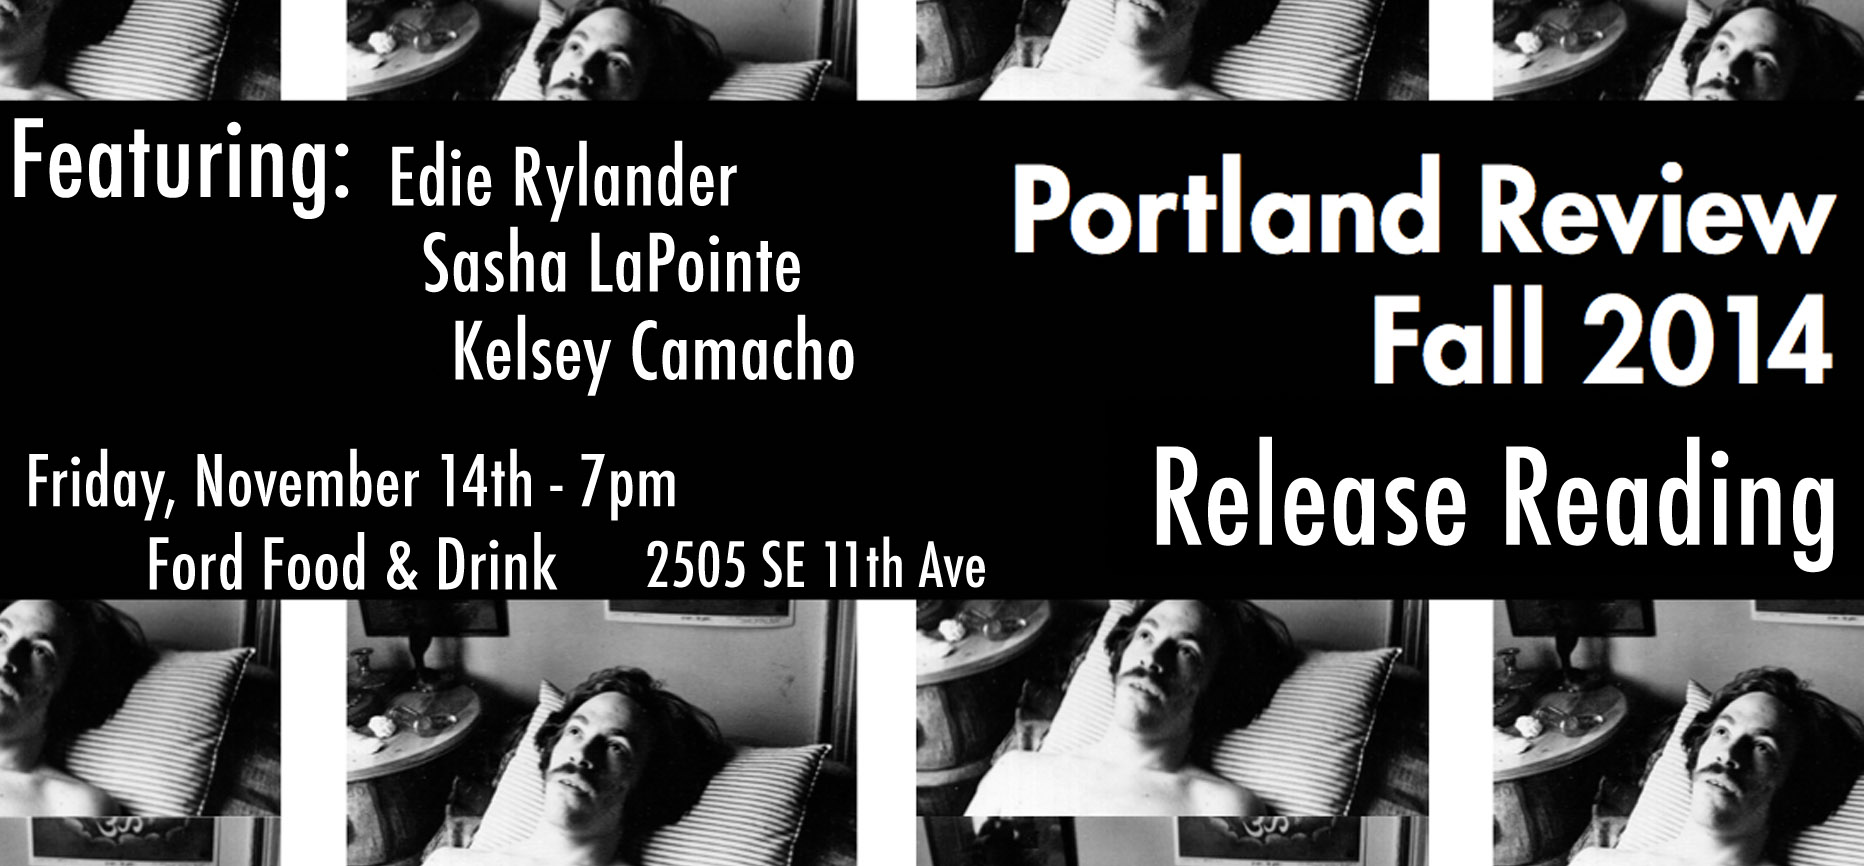 Featuring: Edie Rylander
Sasha LaPointe
Kelsey Camacho
Friday, November 14th - 7pm
Ford Food & Drink 2505 SE 11th Ave
Portland Review
Fall 2014
Release Reading